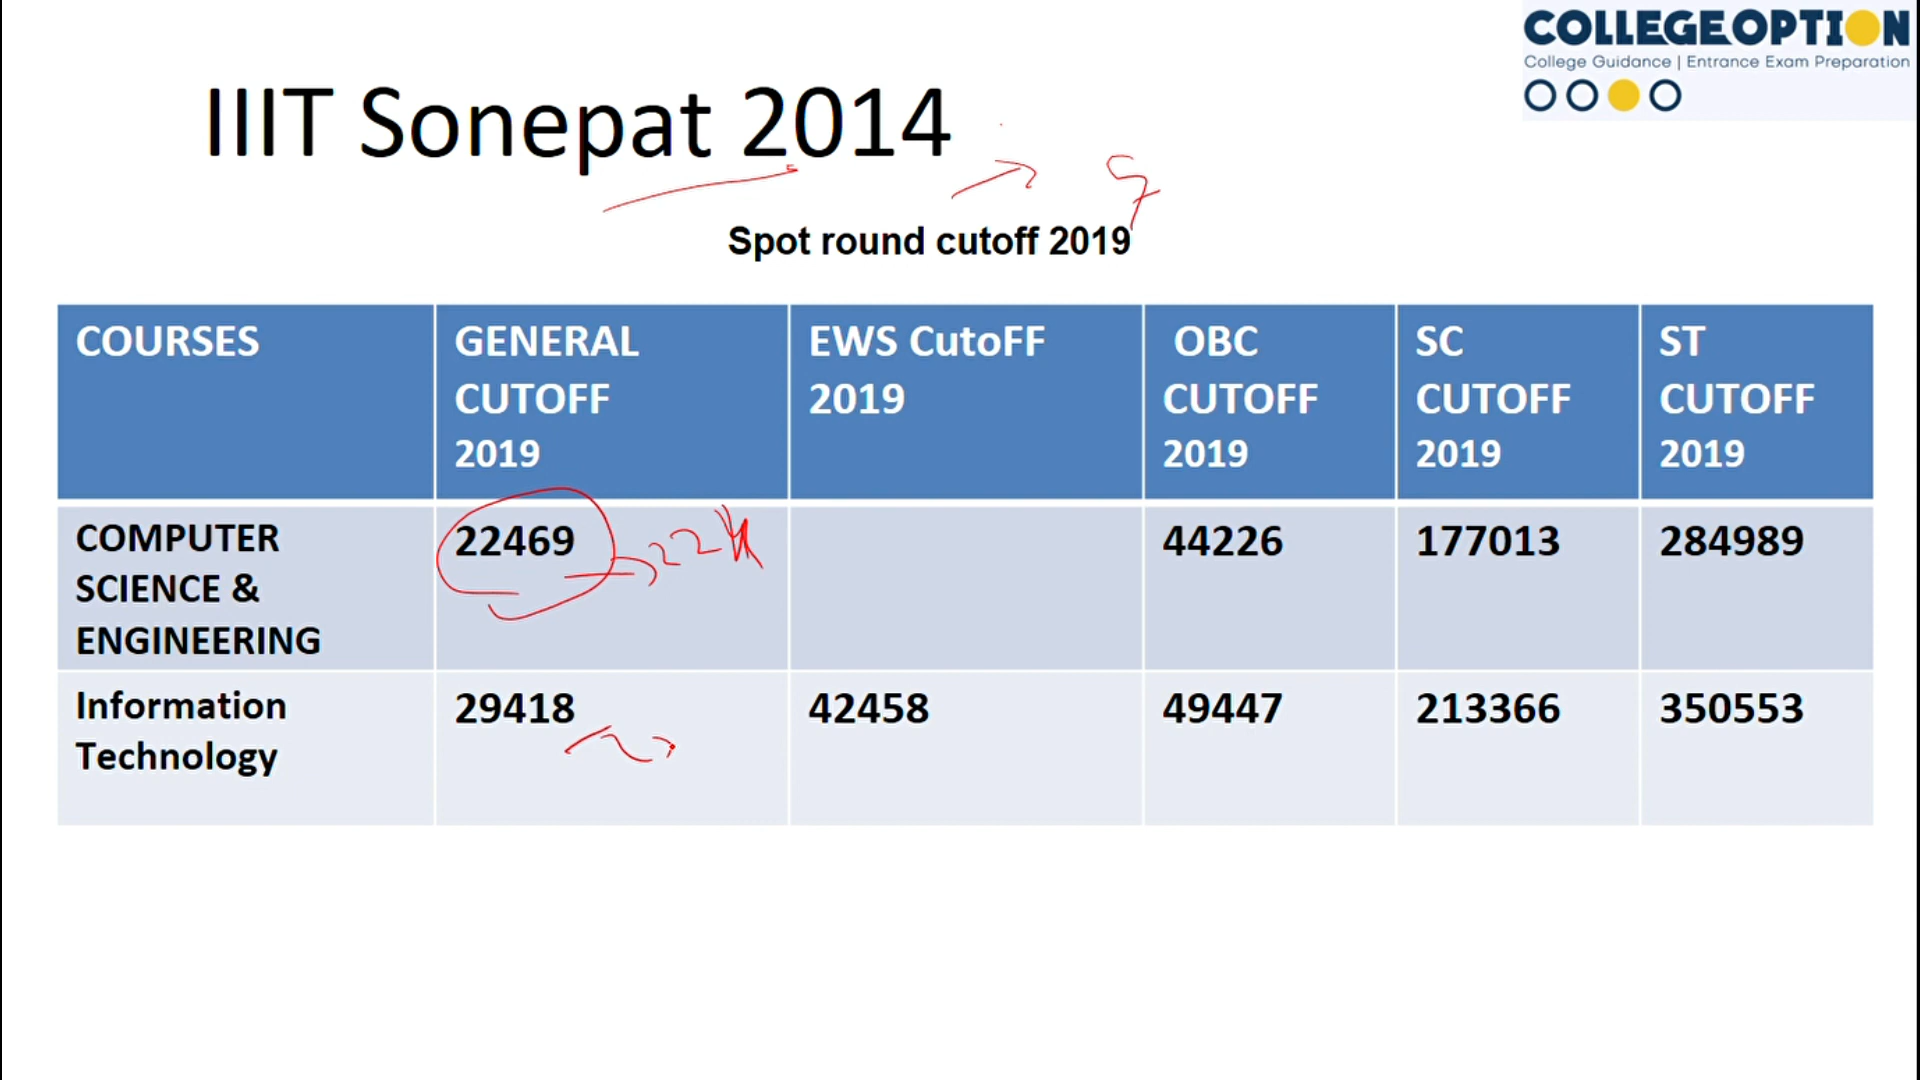 COLLEGEOPTION
College Guidance | Entrance Exam Preparation
IIIT Sonepat 2014
Spot round cutoff 2019
COURSES
GENERAL
CUTOFF
2019
EWS CutoFF
2019
OBC
CUTOFF
2019
SC
CUTOFF
2019
ST
CUTOFF
2019
COMPUTER
SCIENCE &
ENGINEERING
22469
44226
177013
284989
Information
Technology
29418
42458
49447
213366
350553